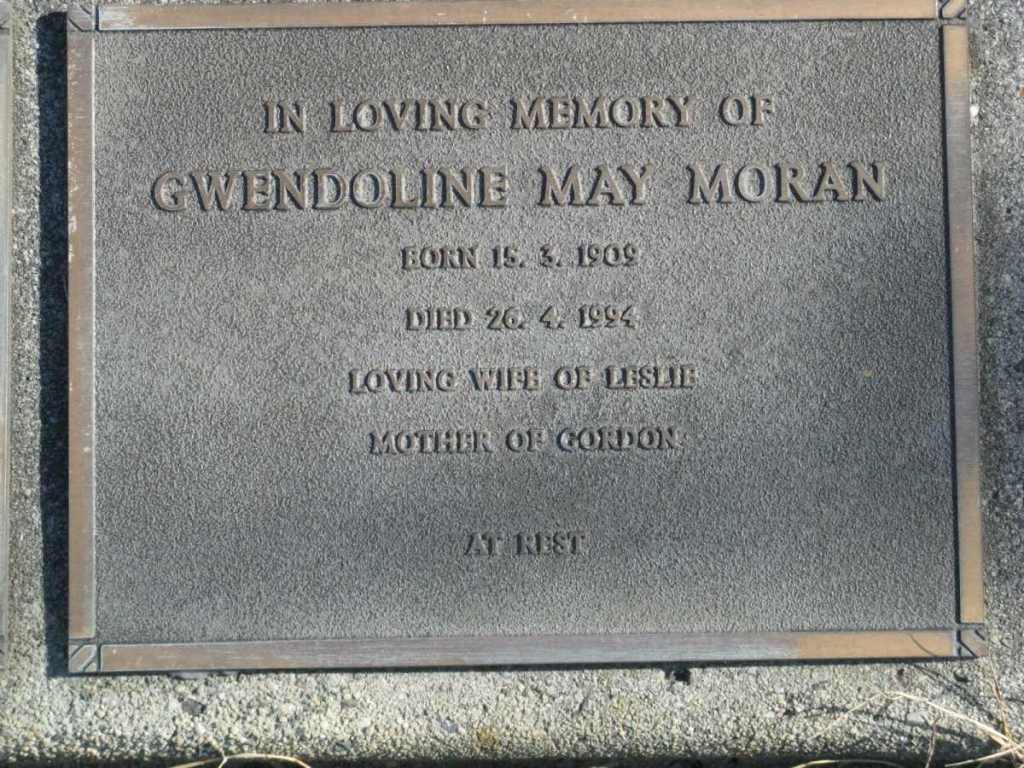 IN LOVING MEMORY OF
GWENDOLINE MAY MORAN
BORN 15. 3. 1909
DIED 26. 4. 1994
LOVING WIFE OF LESLIE
MOTHER OF GORDON
AT REST